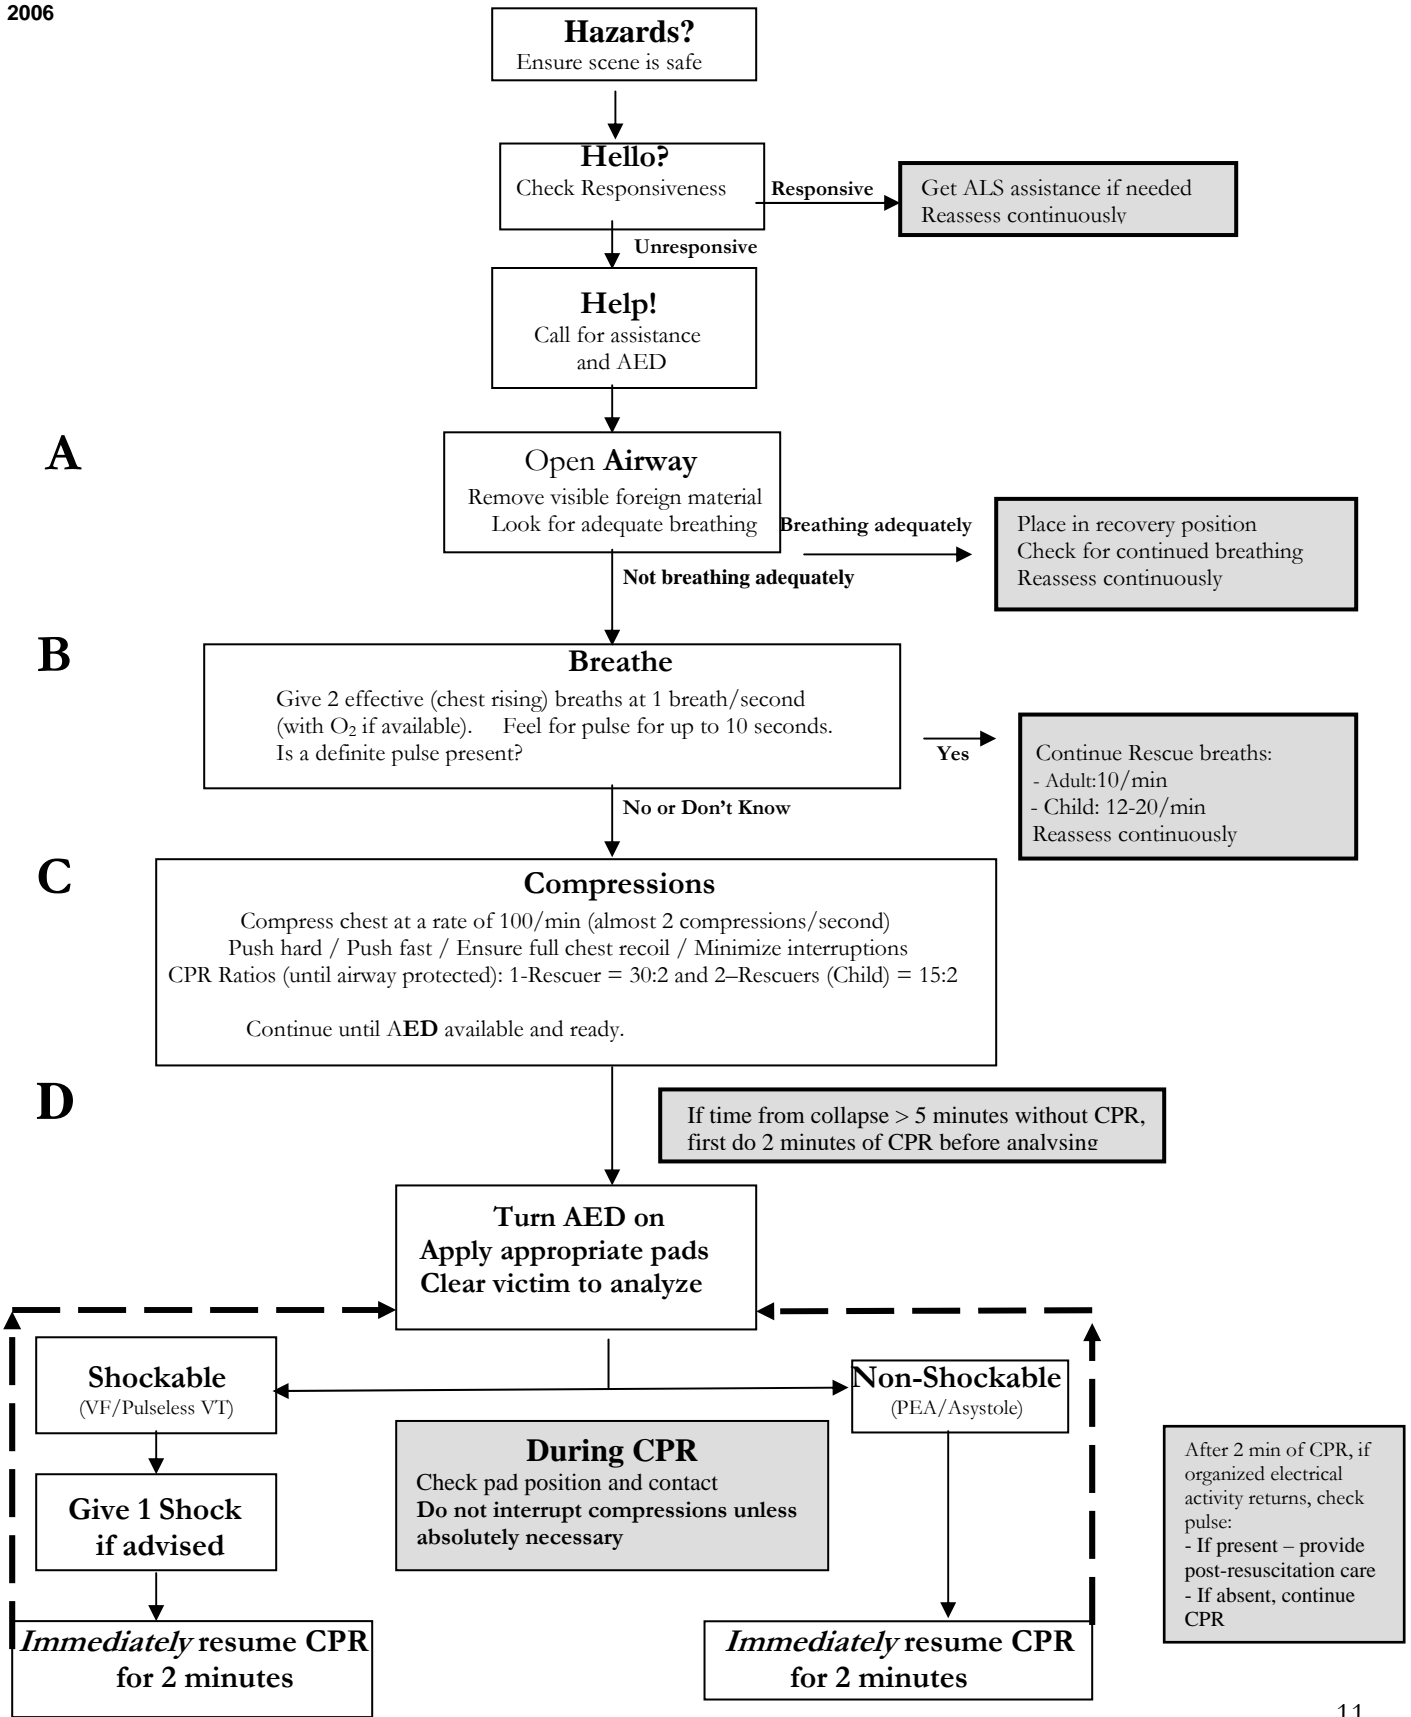 2006
Hazards?
Ensure scene is safe
Hello?
Check Responsiveness
Responsive
Get ALS assistance if needed
Reassess continuously
Unresponsive
Help!
Call for assistance
and AED
A
Open Airway
Remove visible foreign material
Look for adequate breathing
Breathing adequately
Place in recovery position
Check for continued breathing
Reassess continuously
Not breathing adequately
B
Breathe
Give 2 effective (chest rising) breaths at 1 breath/second
(with O₂ if available). Feel for pulse for up to 10 seconds.
Is a definite pulse present?
Yes
Continue Rescue breaths:
- Adult:10/min
- Child: 12-20/min
Reassess continuously
No or Don't Know
C
Compressions
Compress chest at a rate of 100/min (almost 2 compressions/second)
Push hard / Push fast / Ensure full chest recoil / Minimize interruptions
CPR Ratios (until airway protected): 1-Rescuer = 30:2 and 2–Rescuers (Child) = 15:2
Continue until AED available and ready.
D
If time from collapse > 5 minutes without CPR,
first do 2 minutes of CPR before analysing
Turn AED on
Apply appropriate pads
Clear victim to analyze
Shockable
(VF/Pulseless VT)
Non-Shockable
(PEA/Asystole)
Give 1 Shock
if advised
During CPR
Check pad position and contact
Do not interrupt compressions unless
absolutely necessary
After 2 min of CPR, if
organized electrical
activity returns, check
pulse:
- If present – provide
post-resuscitation care
- If absent, continue
CPR
Immediately resume CPR
for 2 minutes
Immediately resume CPR
for 2 minutes
11